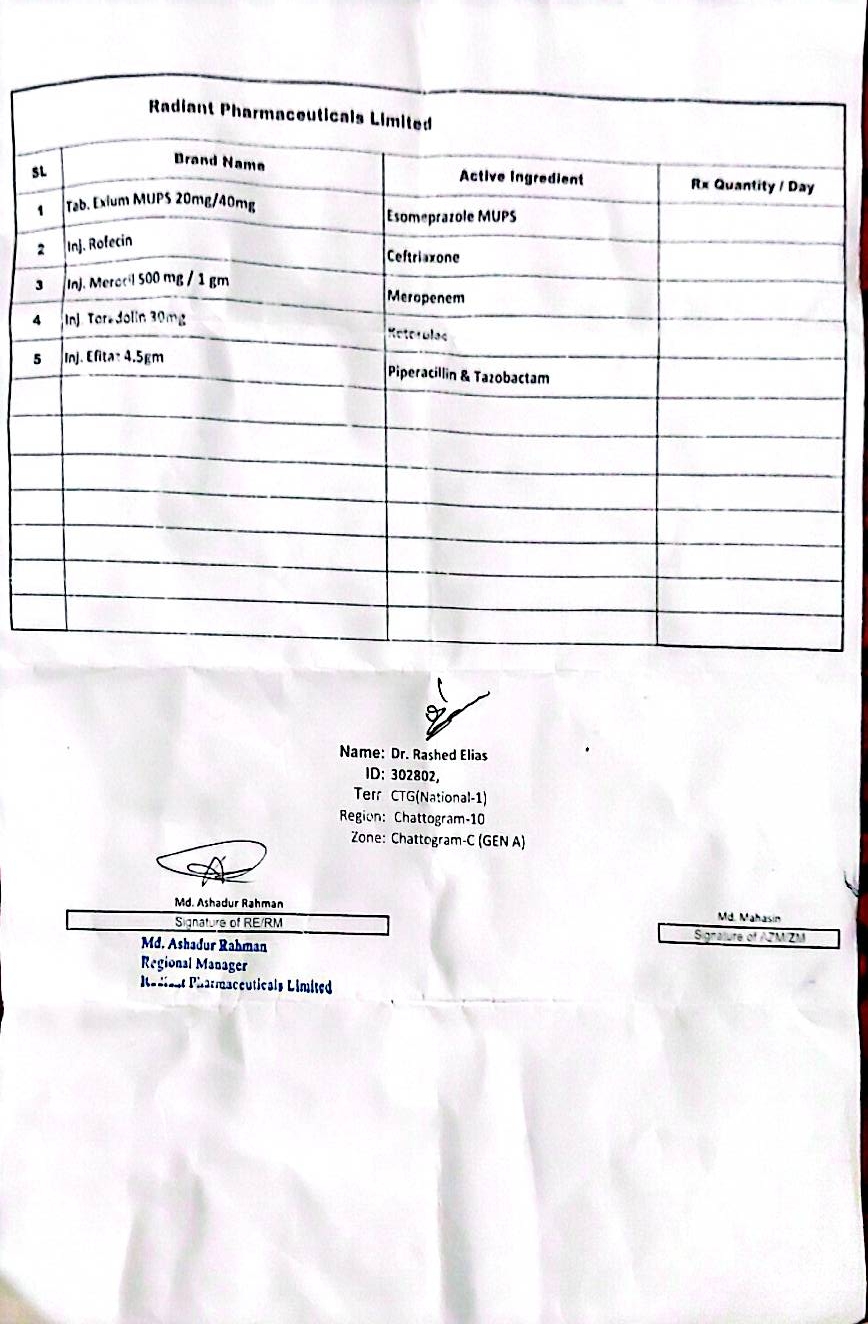 Radiant Pharmaceuticals Limited
SL Brand Name Active Ingredient Rx Quantity / Day
1 Tab. Exium MUPS 20mg/40mg Esomeprazole MUPS
2 Inj. Rofecin Ceftriaxone
3 Inj. 500 mg / 1 gm Meropenem
4 Inj 30mg Ketorolac
5 Inj. 4.5gm Piperacillin & Tazobactam
Name: Dr. Rashed Elias
ID: 302802,
Terr CTG(National-1)
Region: Chattogram-10
Zone: Chattogram-C (GEN A)
Md. Ashadur Rahman
Signature of RE/RM
Md. Ashadur Rahman
Regional Manager
Radiant Pharmaceuticals Limited
Md. Mahasin
Signature of AZM/ZM